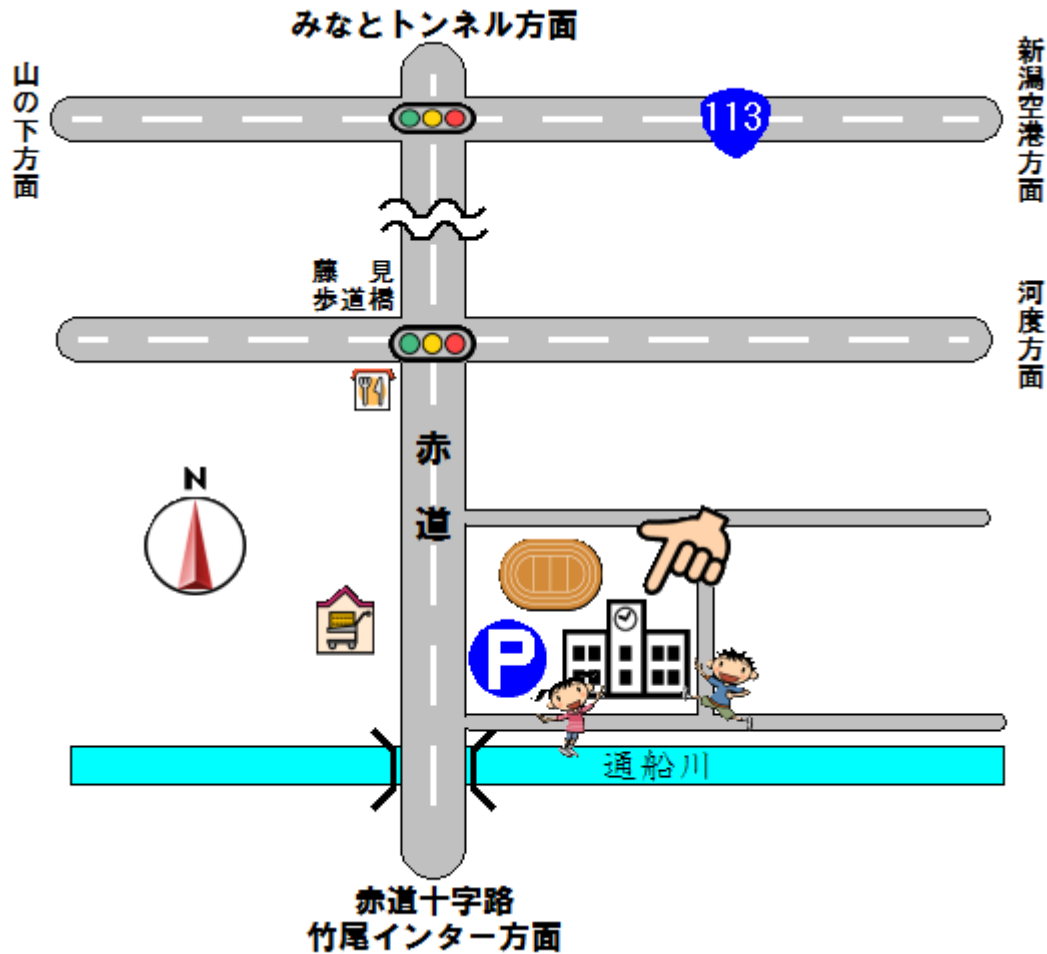 みなとトンネル方面
山の下方面
新潟空港方面
113
藤見
歩道橋
河度方面
赤道
N
P
通船川
赤道十字路
竹尾インター方面